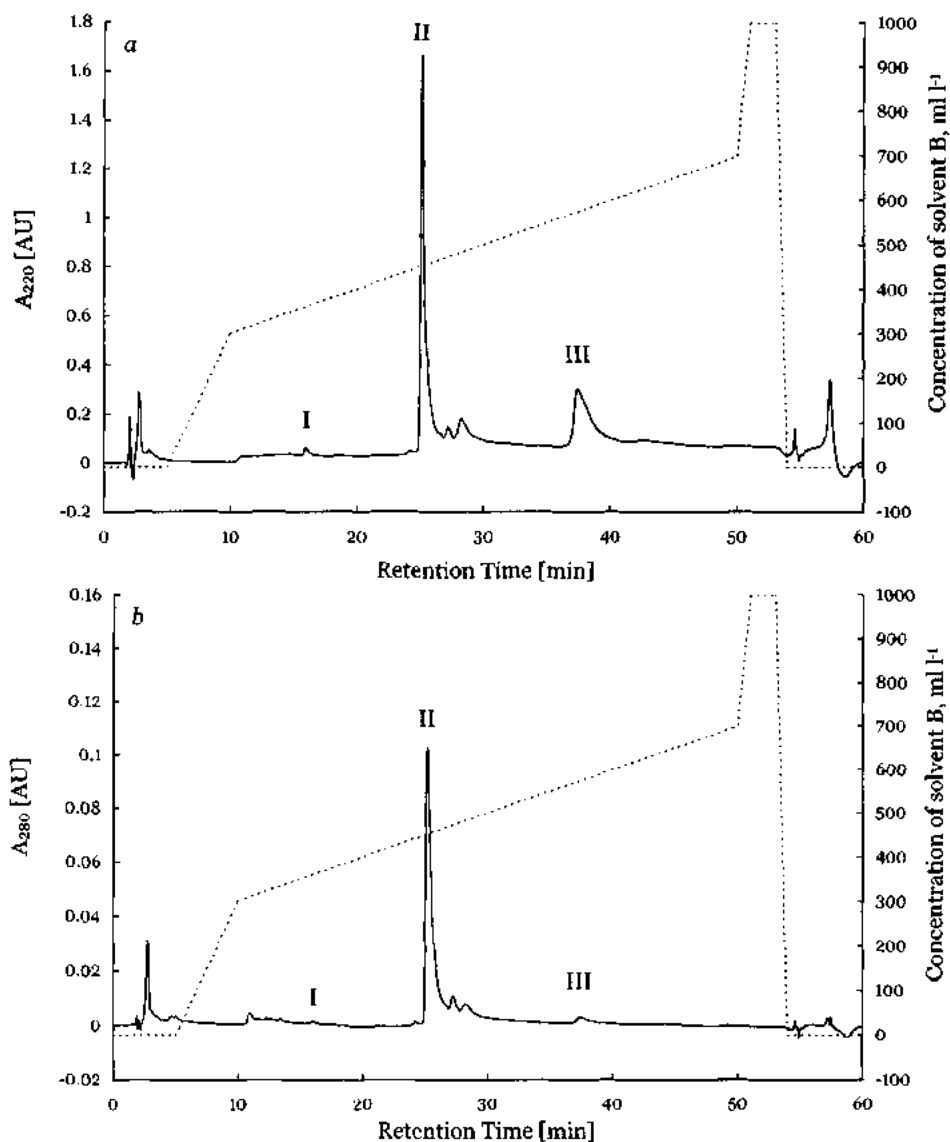 a
II
III
I
1.8
1.6
1.4
1.2
1
0.8
0.6
0.4
0.2
0
-0.2
A220 [AU]
1000
900
800
700
600
500
400
300
200
100
0
-100
Concentration of solvent B, ml l-1
0 10 20 30 40 50 60
Retention Time [min]
b
II
III
I
0.16
0.14
0.12
0.1
0.08
0.06
0.04
0.02
0
-0.02
A280 [AU]
1000
900
800
700
600
500
400
300
200
100
0
-100
Concentration of solvent B, ml l-1
0 10 20 30 40 50 60
Retention Time [min]